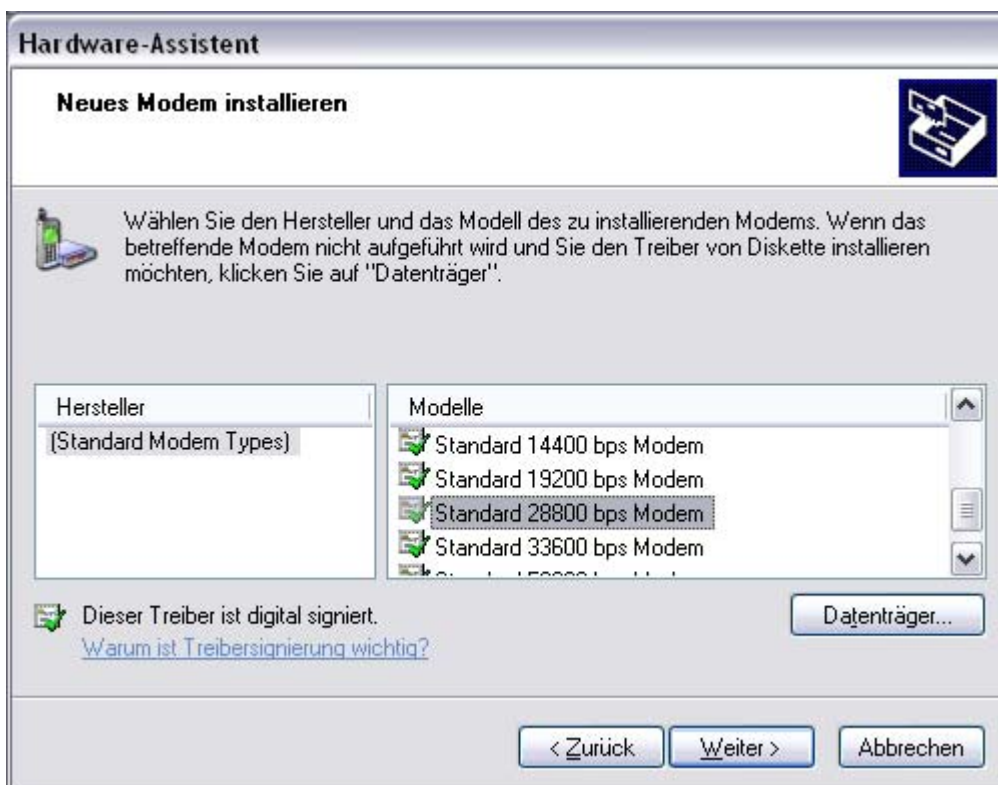 Hardware-Assistent
Neues Modem installieren
Wählen Sie den Hersteller und das Modell des zu installierenden Modems. Wenn das
betreffende Modem nicht aufgeführt wird und Sie den Treiber von Diskette installieren
möchten, klicken Sie auf "Datenträger".
Hersteller
(Standard Modem Types)
Modelle
Standard 14400 bps Modem
Standard 19200 bps Modem
Standard 28800 bps Modem
Standard 33600 bps Modem
Dieser Treiber ist digital signiert.
Warum ist Treibersignierung wichtig?
Datenträger...
< Zurück
Weiter >
Abbrechen